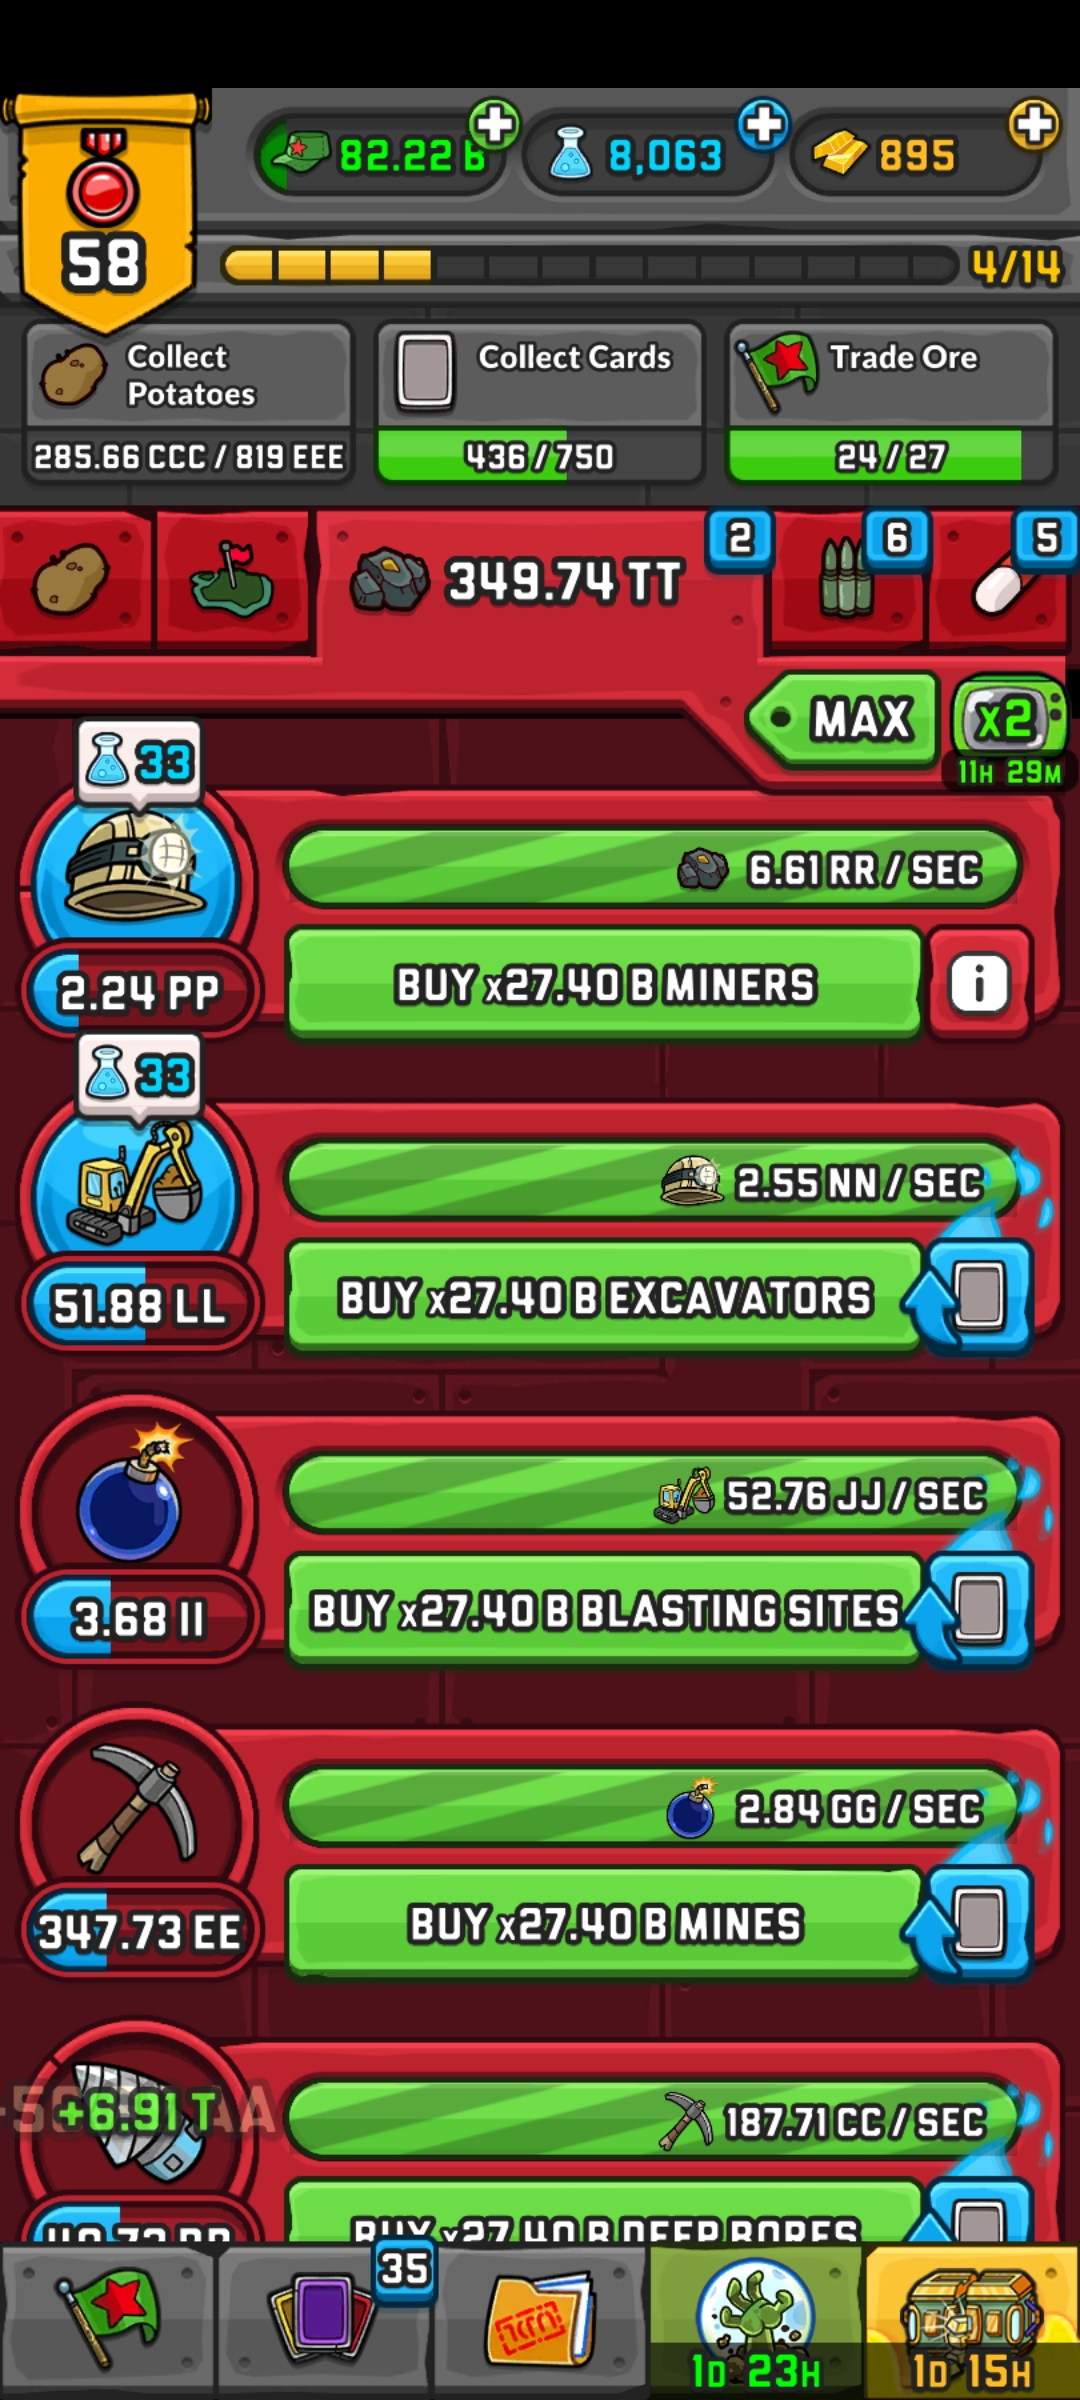 58
82.22 B
8,063
895
4/14
Collect Potatoes
285.66 CCC / 819 EEE
Collect Cards
436 / 750
Trade Ore
24 / 27
349.74 TT
2
6
5
MAX
x2
11H 29M
33
6.61 RR / SEC
2.24 PP
BUY x27.40 B MINERS
i
33
2.55 NN / SEC
51.88 LL
BUY x27.40 B EXCAVATORS
52.76 JJ / SEC
3.68 II
BUY x27.40 B BLASTING SITES
2.84 GG / SEC
347.73 EE
BUY x27.40 B MINES
+6.91 T
187.71 CC / SEC
BUY x27.40 B DEEP BORES
35
1D 23H
1D 15H